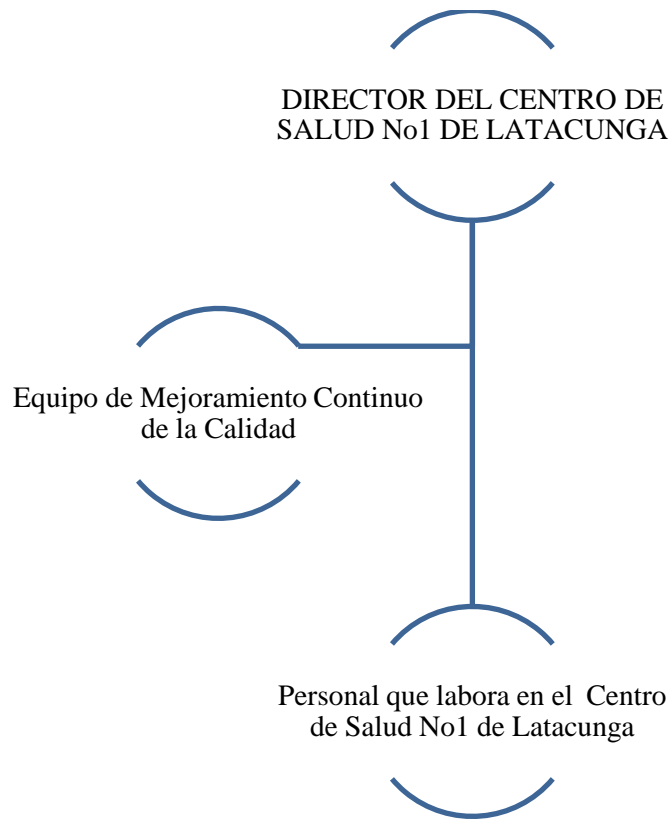 DIRECTOR DEL CENTRO DE
SALUD No1 DE LATACUNGA
Equipo de Mejoramiento Continuo
de la Calidad
Personal que labora en el Centro
de Salud No1 de Latacunga